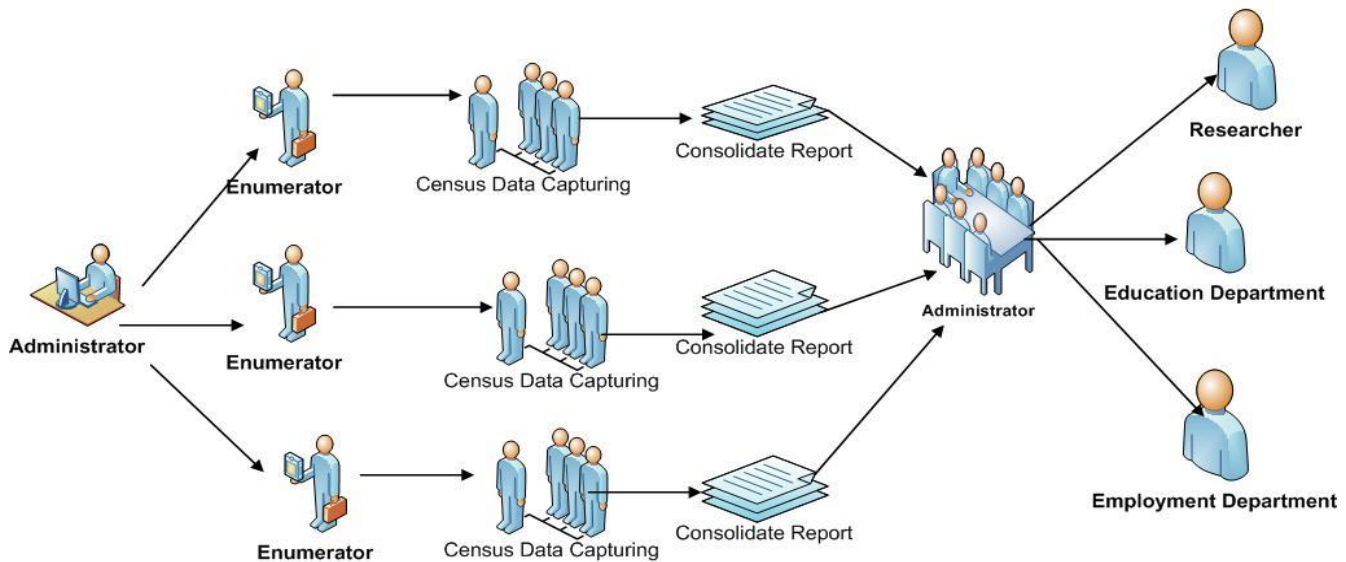 Enumerator
Census Data Capturing
Consolidate Report
Researcher
Administrator
Enumerator
Census Data Capturing
Consolidate Report
Administrator
Education Department
Enumerator
Census Data Capturing
Consolidate Report
Employment Department